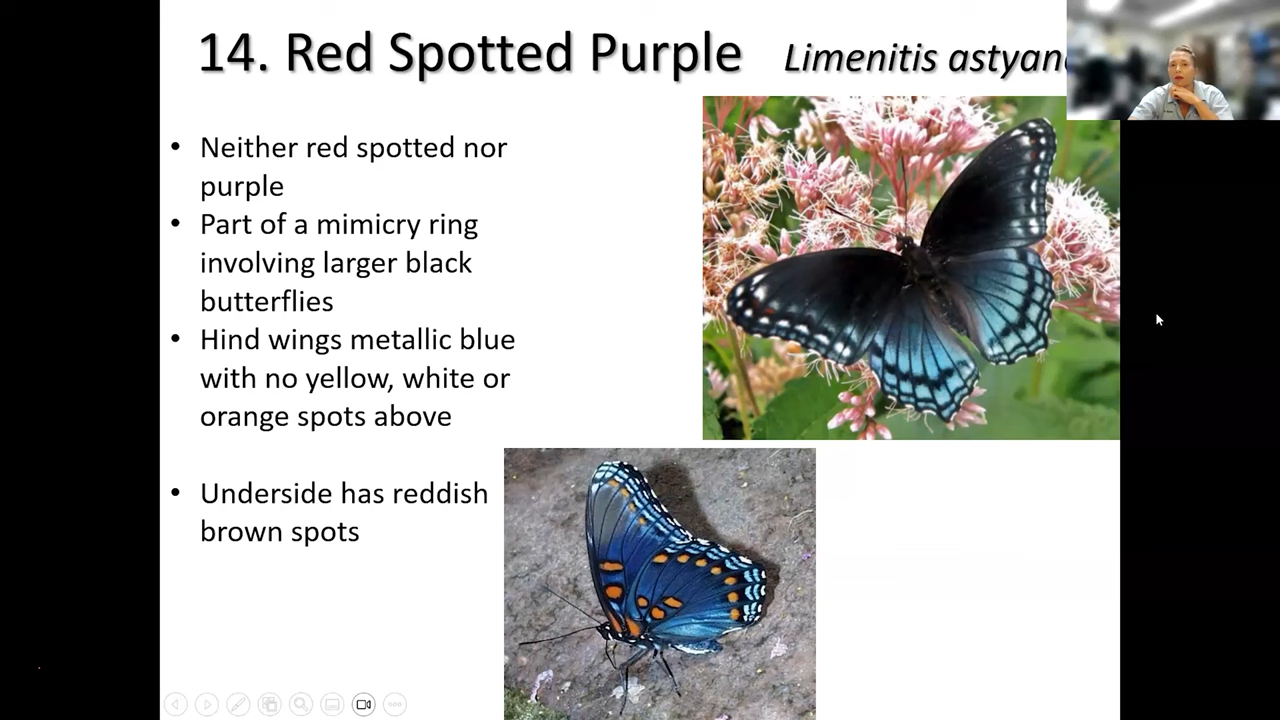 14. Red Spotted Purple Limenitis
• Neither red spotted nor
purple
• Part of a mimicry ring
involving larger black
butterflies
• Hind wings metallic blue
with no yellow, white or
orange spots above
• Underside has reddish
brown spots